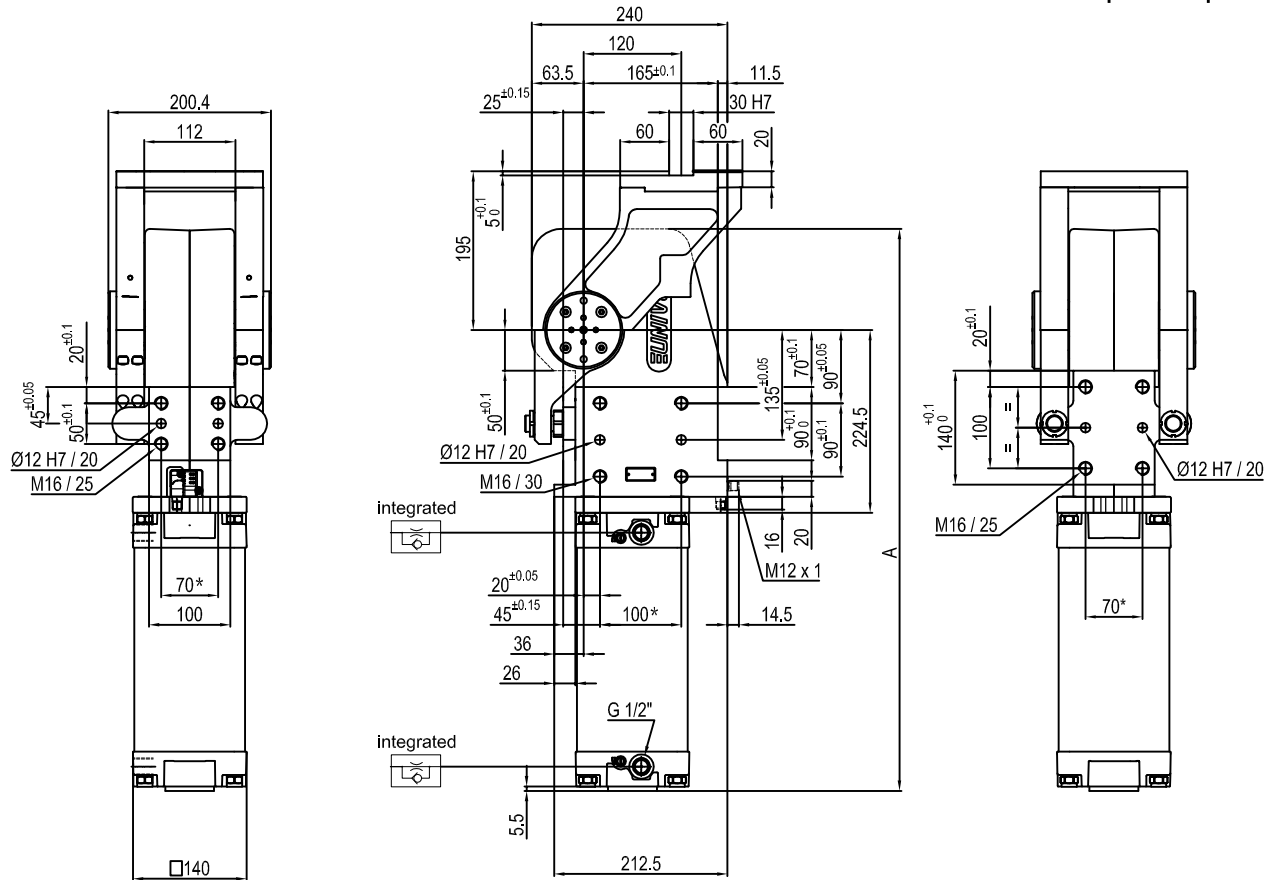 240
120
63.5
165±0.1
11.5
25±0.15
30 H7
60
60
20
200.4
112
195
5 +0.1 0
20±0.1
45±0.05
50±0.1
Ø12 H7 / 20
M16 / 25
70*
100
□140
50±0.1
135±0.05
70±0.1
90±0.05
90 +0.1 0
90±0.1
224.5
A
Ø12 H7 / 20
M16 / 30
integrated
16
20
M12 x 1
20±0.05
45±0.15
100*
14.5
36
26
G 1/2"
integrated
5.5
212.5
20±0.1
140 +0.1 0
100
=
=
Ø12 H7 / 20
M16 / 25
70*